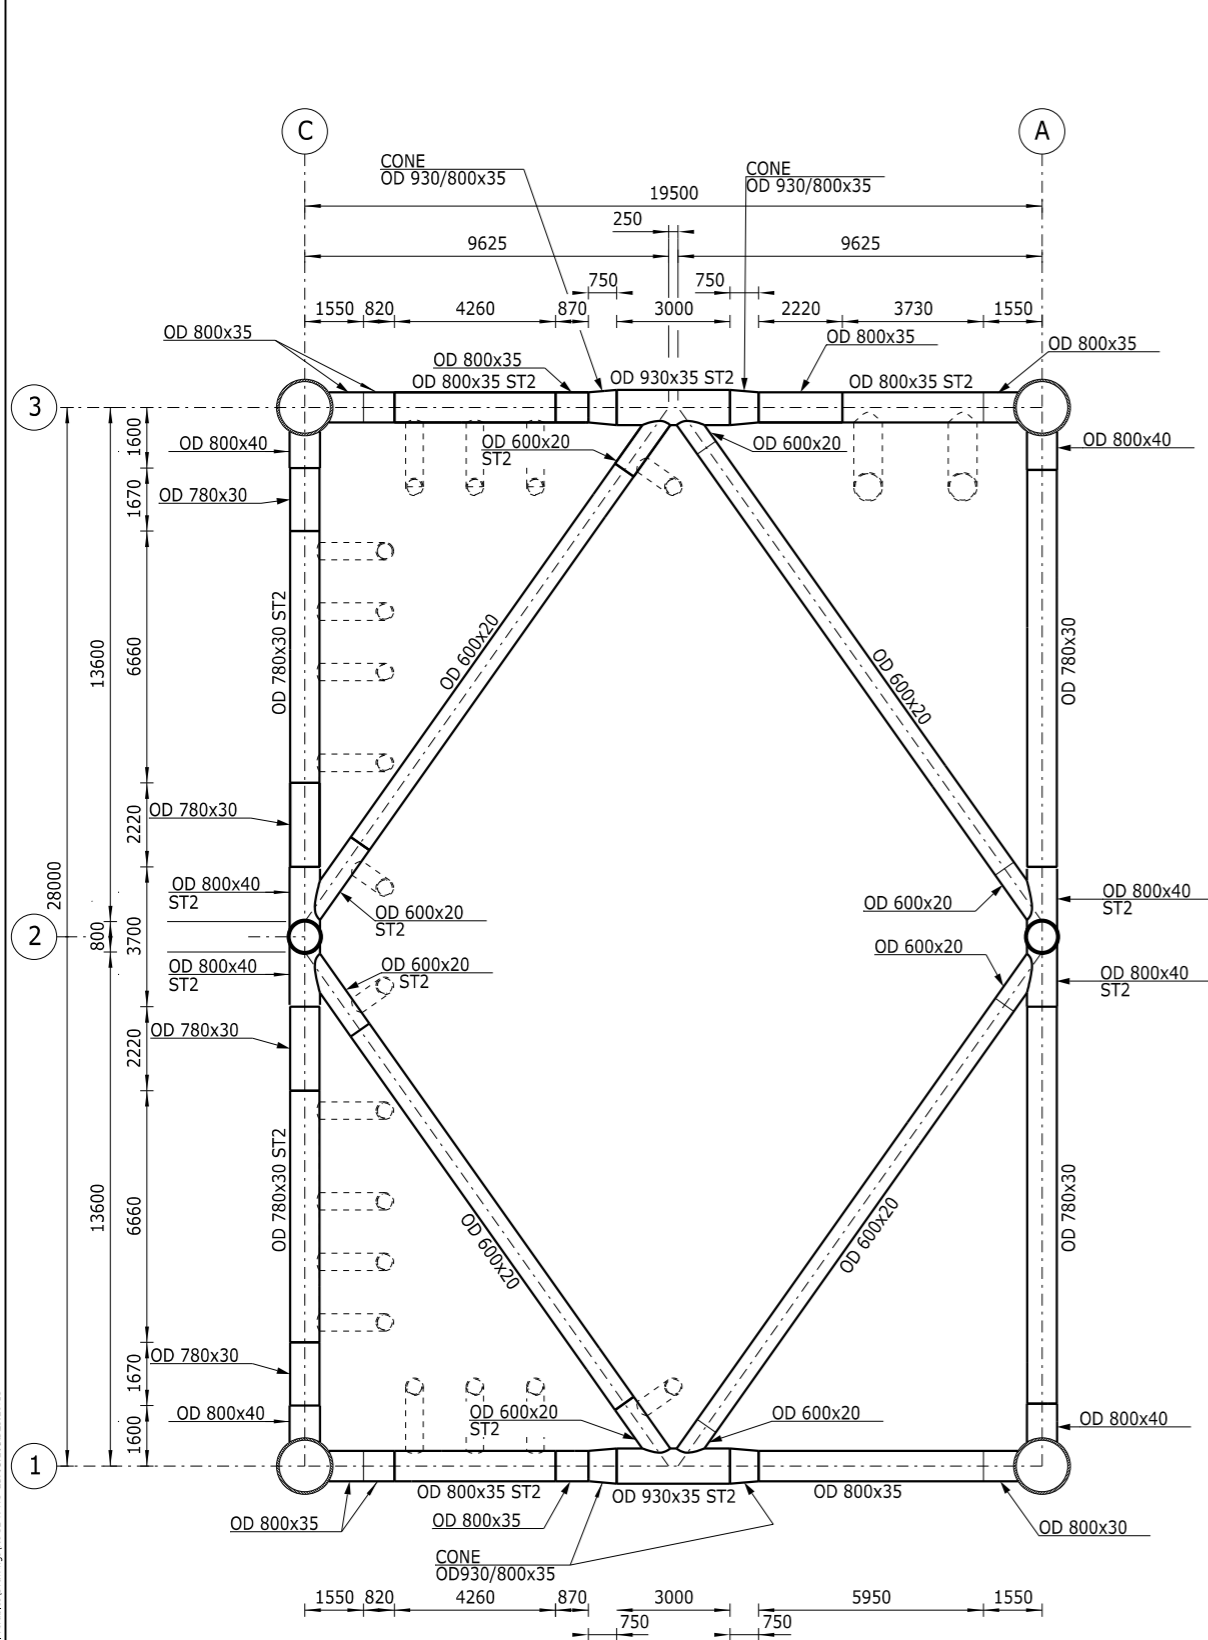 C
A
CONE
OD 930/800x35
CONE
OD 930/800x35
19500
250
9625
9625
750
750
1550
820
4260
870
3000
2220
3730
1550
OD 800x35
OD 800x35
OD 800x35 ST2
OD 930x35 ST2
OD 800x35
OD 800x35 ST2
OD 800x35
3
1600
OD 800x40
OD 600x20
ST2
OD 600x20
OD 800x40
1670
OD 780x30
13600
6660
OD 780x30 ST2
OD 600x20
OD 600x20
OD 780x30
2220
OD 780x30
28000
OD 800x40
ST2
OD 600x20
ST2
OD 600x20
OD 800x40
ST2
2
800
3700
OD 800x40
ST2
OD 600x20
ST2
OD 600x20
OD 800x40
ST2
2220
OD 780x30
13600
6660
OD 780x30 ST2
OD 600x20
OD 600x20
OD 780x30
1670
OD 780x30
1600
OD 800x40
OD 600x20
ST2
OD 600x20
OD 800x40
1
OD 800x35 ST2
OD 930x35 ST2
OD 800x35
OD 800x35
OD 800x35
OD 800x30
CONE
OD930/800x35
1550
820
4260
870
3000
5950
1550
750
750